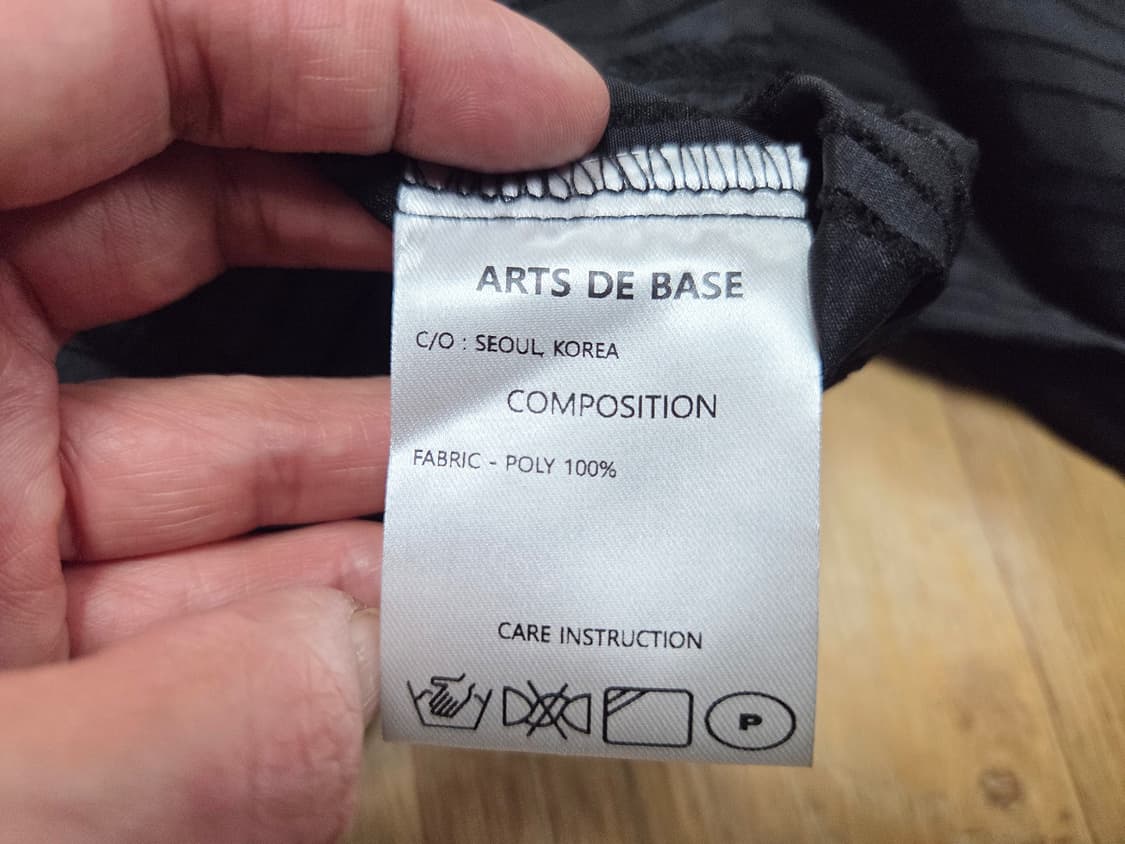 ARTS DE BASE
C/O : SEOUL, KOREA
COMPOSITION
FABRIC - POLY 100%
CARE INSTRUCTION
P